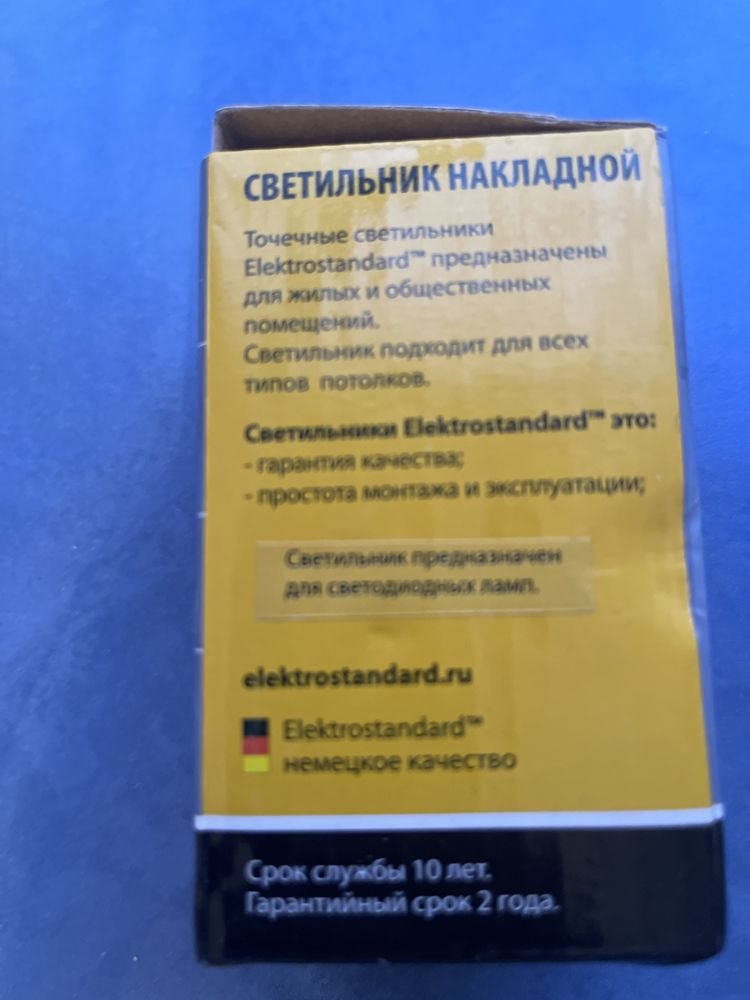 СВЕТИЛЬНИК НАКЛАДНОЙ
Точечные светильники
Elektrostandard™ предназначены
для жилых и общественных
помещений.
Светильник подходит для всех
типов потолков.
Светильники Elektrostandard™ это:
- гарантия качества;
- простота монтажа и эксплуатации;
Светильник предназначен
для светодиодных ламп.
elektrostandard.ru
Elektrostandard™
немецкое качество
Срок службы 10 лет.
Гарантийный срок 2 года.